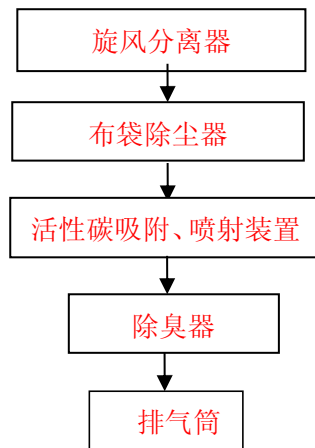 旋风分离器
布袋除尘器
活性碳吸附、喷射装置
除臭器
排气筒